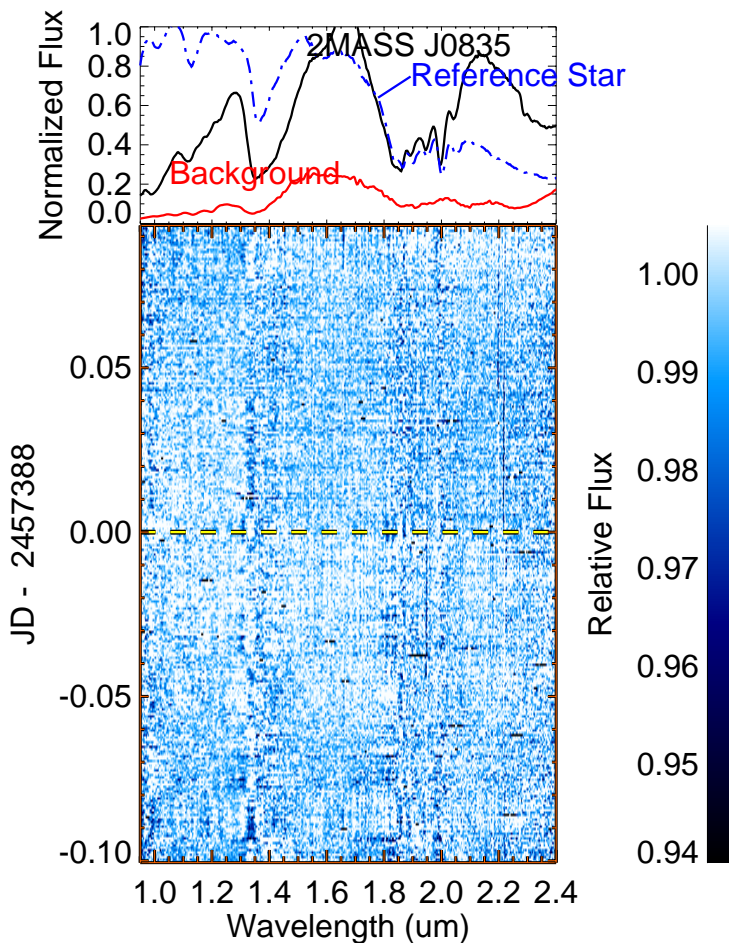 2MASS J0835
Reference Star
Background
Normalized Flux
1.0
0.8
0.6
0.4
0.2
0.0
JD - 2457388
0.05
0.00
-0.05
-0.10
1.0 1.2 1.4 1.6 1.8 2.0 2.2 2.4
Wavelength (um)
Relative Flux
1.00
0.99
0.98
0.97
0.96
0.95
0.94